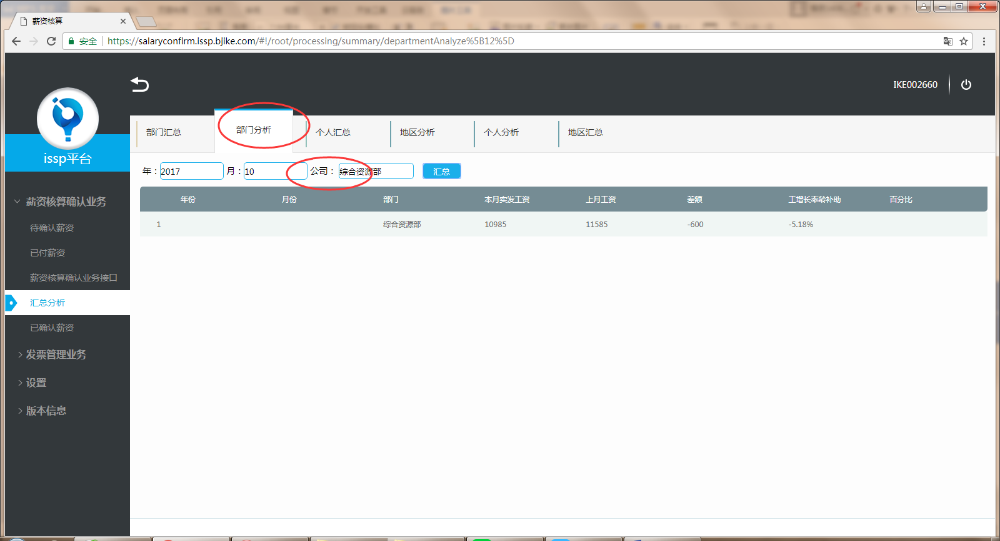 薪资核算
安全 https://salaryconfirm.issp.bjike.com/#!/root/processing/summary/departmentAnalyze%5B12%5D
IKE002660
issp平台
部门汇总 部门分析 个人汇总 地区分析 个人分析 地区汇总
年：2017 月：10 公司：综合资源部 汇总
年份 月份 部门 本月实发工资 上月工资 差额 工增长率龄补助 百分比
1 综合资源部 10985 11585 -600 -5.18%
薪资核算确认业务
待确认薪资
已付薪资
薪资核算确认业务接口
汇总分析
已确认薪资
发票管理业务
设置
版本信息